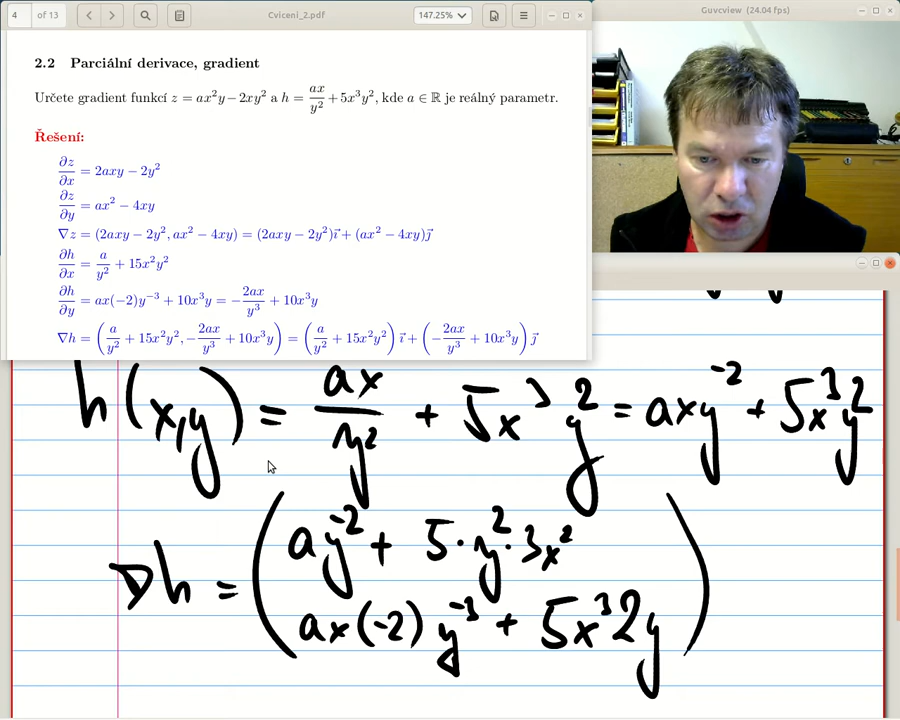 4 of 13 Cviceni_2.pdf 147.25%
Guvcview (24.04 fps)
2.2 Parciální derivace, gradient
Určete gradient funkcí z = ax²y − 2xy² a h = ax/y² + 5x³y², kde a ∈ ℝ je reálný parametr.
Řešení:
∂z/∂x = 2axy − 2y²
∂z/∂y = ax² − 4xy
∇z = (2axy − 2y², ax² − 4xy) = (2axy − 2y²)i⃗ + (ax² − 4xy)j⃗
∂h/∂x = a/y² + 15x²y²
∂h/∂y = ax(−2)y⁻³ + 10x³y = −2ax/y³ + 10x³y
∇h = (a/y² + 15x²y², −2ax/y³ + 10x³y) = (a/y² + 15x²y²) i⃗ + (−2ax/y³ + 10x³y) j⃗
h(x,y) = ax/y² + 5x³y² = axy⁻² + 5x³y²
∇h = (ay⁻² + 5·y²·3x²
ax(-2)y⁻³ + 5x³2y)